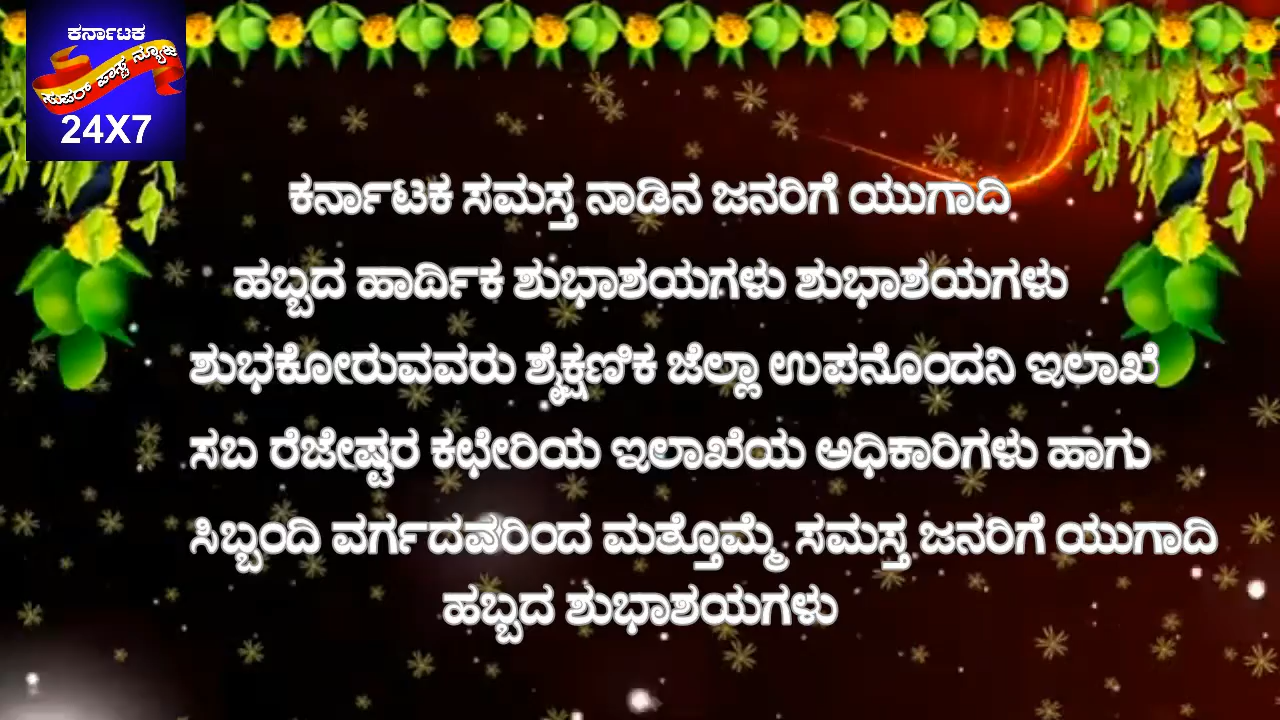 ಕರ್ನಾಟಕ
ಸುಪರ್ ಪಾಸ್ಟ ನ್ಯೂಜ
24X7
ಕರ್ನಾಟಕ ಸಮಸ್ತ ನಾಡಿನ ಜನರಿಗೆ ಯುಗಾದಿ
ಹಬ್ಬದ ಹಾರ್ಥಿಕ ಶುಭಾಶಯಗಳು ಶುಭಾಶಯಗಳು
ಶುಭಕೋರುವವರು ಶೈಕ್ಷಣಿಕ ಜೆಲ್ಲಾ ಉಪನೊಂದನಿ ಇಲಾಖೆ
ಸಬ ರೆಜೇಷ್ಟರ ಕಛೇರಿಯ ಇಲಾಖೆಯ ಅಧಿಕಾರಿಗಳು ಹಾಗು
ಸಿಬ್ಬಂದಿ ವರ್ಗದವರಿಂದ ಮತ್ತೊಮ್ಮೆ ಸಮಸ್ತ ಜನರಿಗೆ ಯುಗಾದಿ
ಹಬ್ಬದ ಶುಭಾಶಯಗಳು